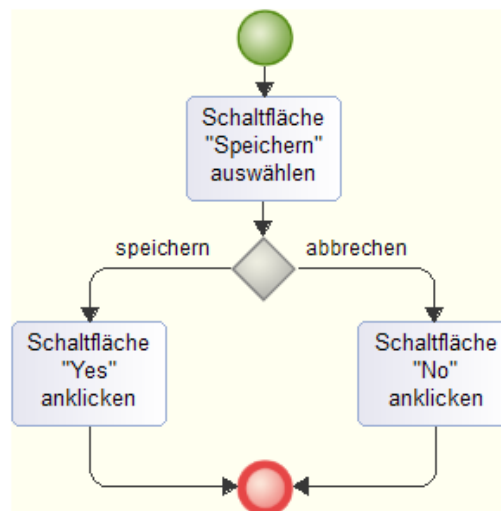 Schaltfläche
"Speichern"
auswählen
speichern
abbrechen
Schaltfläche
"Yes"
anklicken
Schaltfläche
"No"
anklicken